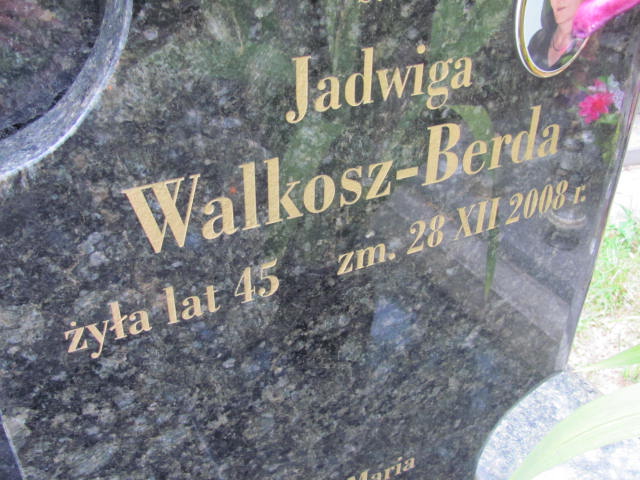 Jadwiga
Walkosz-Berda
żyła lat 45 zm. 28 XII 2008 r.
Maria